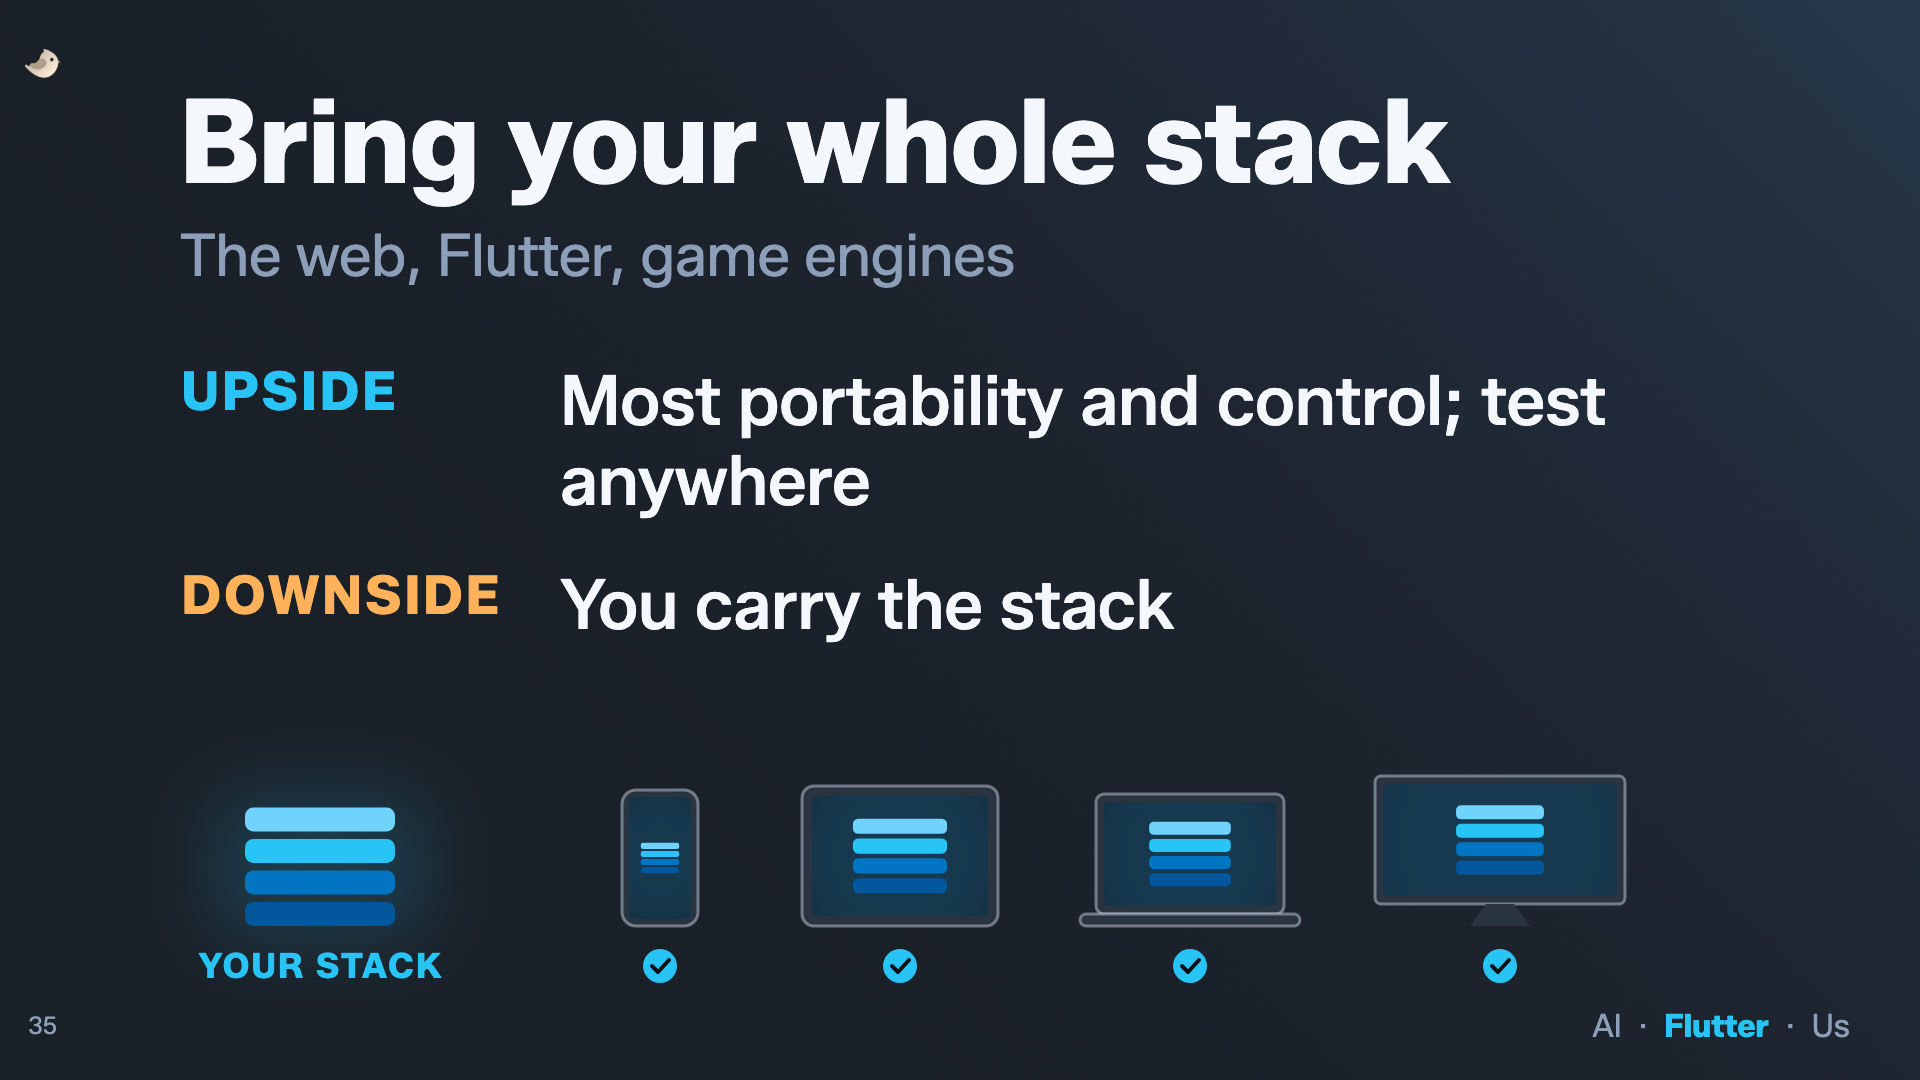 Bring your whole stack
The web, Flutter, game engines
UPSIDE
Most portability and control; test
anywhere
DOWNSIDE
You carry the stack
YOUR STACK
35
AI · Flutter · Us